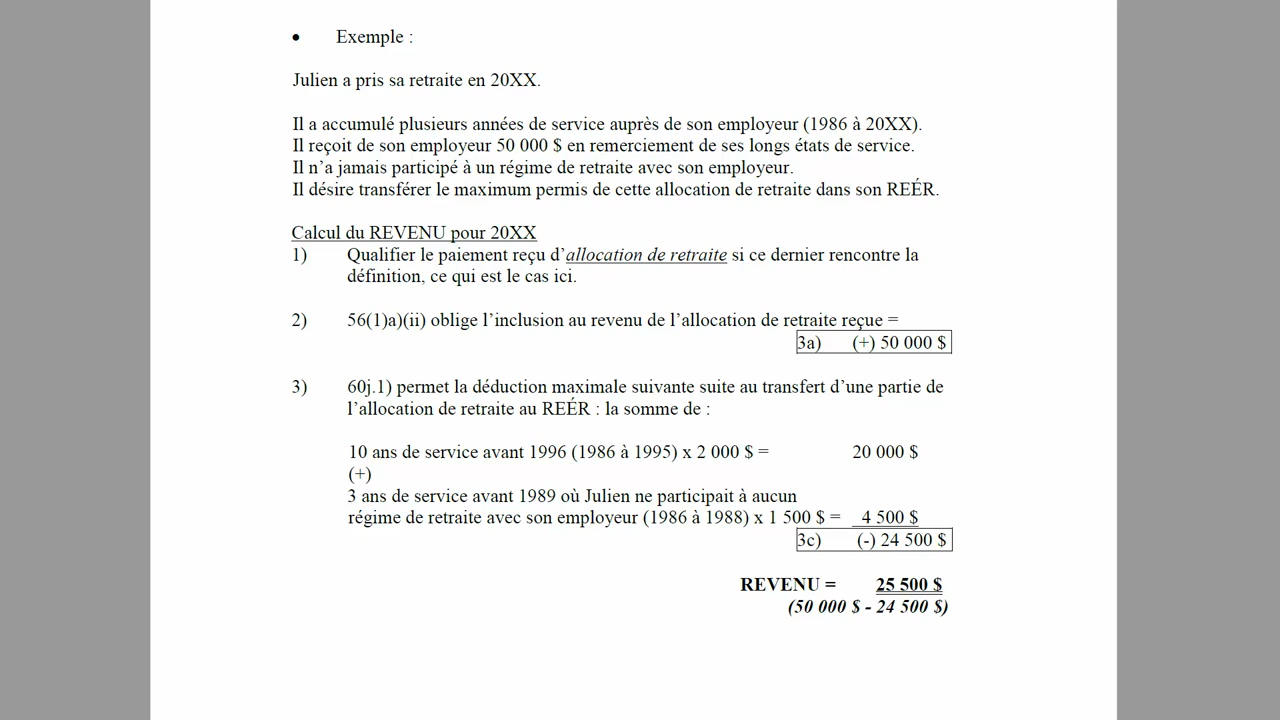 • Exemple :
Julien a pris sa retraite en 20XX.
Il a accumulé plusieurs années de service auprès de son employeur (1986 à 20XX).
Il reçoit de son employeur 50 000 $ en remerciement de ses longs états de service.
Il n’a jamais participé à un régime de retraite avec son employeur.
Il désire transférer le maximum permis de cette allocation de retraite dans son REÉR.
Calcul du REVENU pour 20XX
1) Qualifier le paiement reçu d’allocation de retraite si ce dernier rencontre la
définition, ce qui est le cas ici.
2) 56(1)a)(ii) oblige l’inclusion au revenu de l’allocation de retraite reçue =
3a) (+) 50 000 $
3) 60j.1) permet la déduction maximale suivante suite au transfert d’une partie de
l’allocation de retraite au REÉR : la somme de :
10 ans de service avant 1996 (1986 à 1995) x 2 000 $ = 20 000 $
(+)
3 ans de service avant 1989 où Julien ne participait à aucun
régime de retraite avec son employeur (1986 à 1988) x 1 500 $ = 4 500 $
3c) (-) 24 500 $
REVENU = 25 500 $
(50 000 $ - 24 500 $)